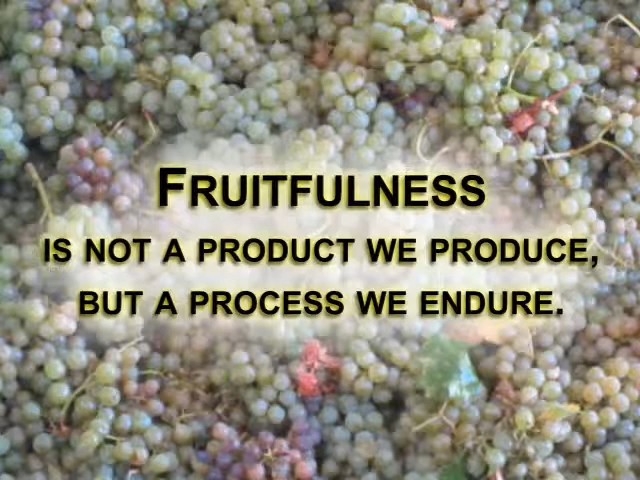 Fruitfulness
is not a product we produce,
but a process we endure.